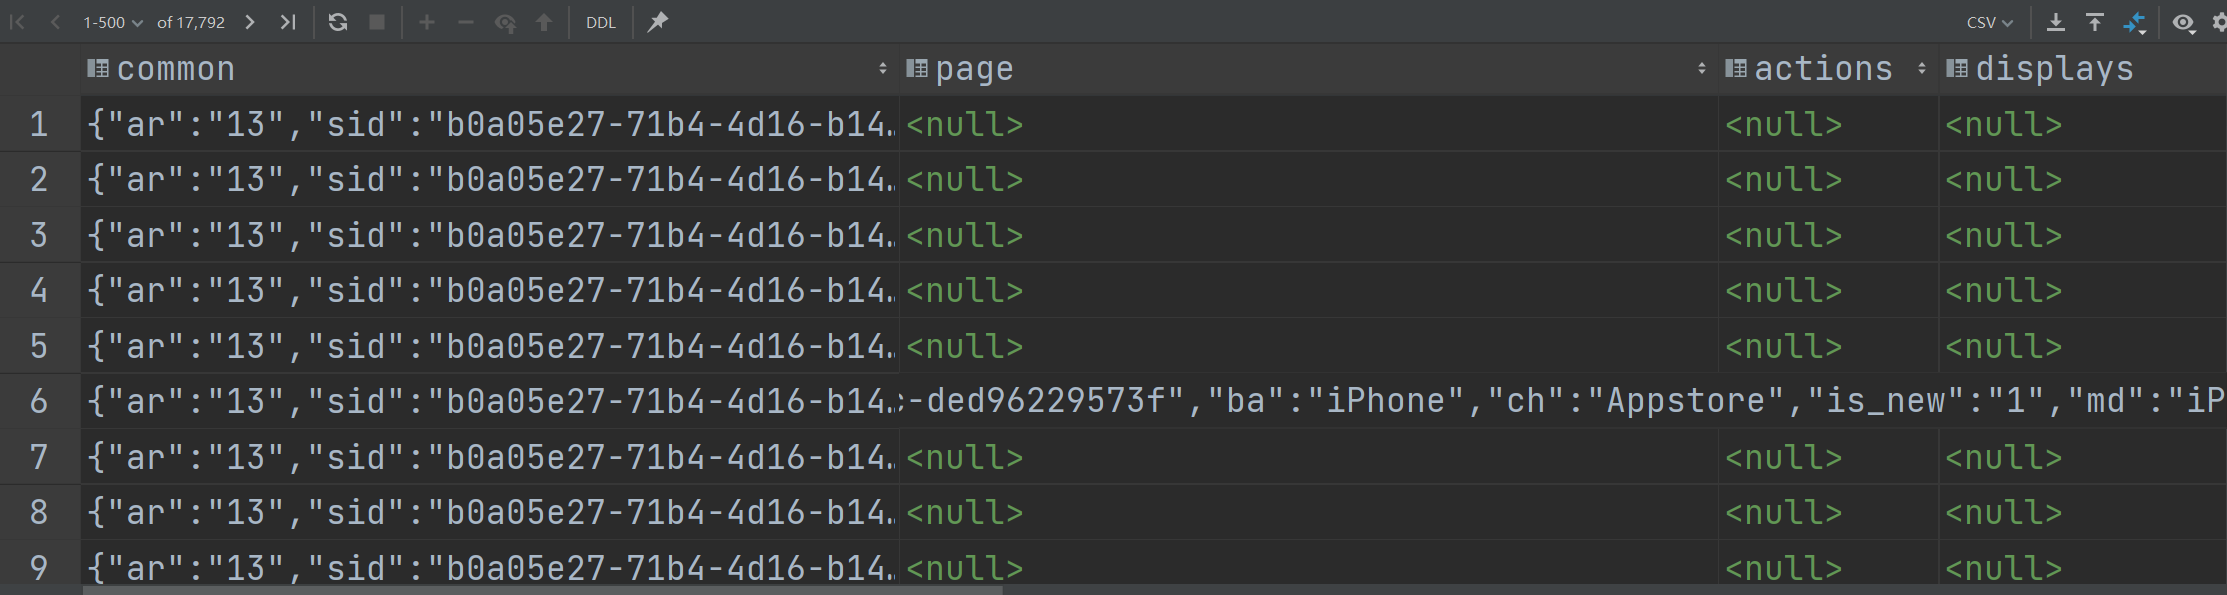 1-500 of 17,792 DDL CSV
common page actions displays
1 {"ar":"13","sid":"b0a05e27-71b4-4d16-b14… <null> <null> <null>
2 {"ar":"13","sid":"b0a05e27-71b4-4d16-b14… <null> <null> <null>
3 {"ar":"13","sid":"b0a05e27-71b4-4d16-b14… <null> <null> <null>
4 {"ar":"13","sid":"b0a05e27-71b4-4d16-b14… <null> <null> <null>
5 {"ar":"13","sid":"b0a05e27-71b4-4d16-b14… <null> <null> <null>
6 {"ar":"13","sid":"b0a05e27-71b4-4d16-b14… c-ded96229573f","ba":"iPhone","ch":"Appstore","is_new":"1","md":"iP
7 {"ar":"13","sid":"b0a05e27-71b4-4d16-b14… <null> <null> <null>
8 {"ar":"13","sid":"b0a05e27-71b4-4d16-b14… <null> <null> <null>
9 {"ar":"13","sid":"b0a05e27-71b4-4d16-b14… <null> <null> <null>